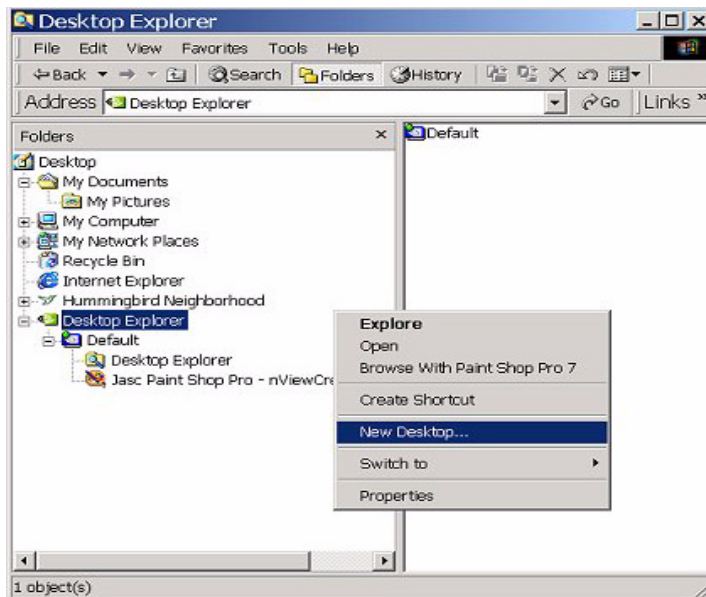 Desktop Explorer
File Edit View Favorites Tools Help
Back Search Folders History
Address Desktop Explorer Go Links »
Folders
Default
Desktop
My Documents
My Pictures
My Computer
My Network Places
Recycle Bin
Internet Explorer
Hummingbird Neighborhood
Desktop Explorer
Default
Desktop Explorer
Jasc Paint Shop Pro - nViewCre
Explore
Open
Browse With Paint Shop Pro 7
Create Shortcut
New Desktop...
Switch to
Properties
1 object(s)